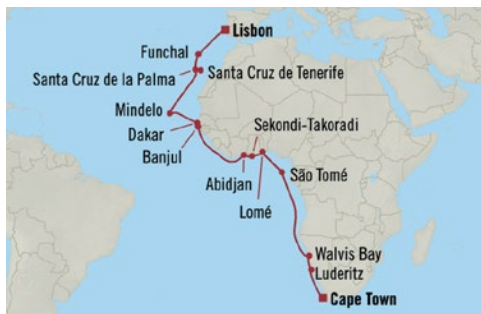 Lisbon
Funchal
Santa Cruz de la Palma
Santa Cruz de Tenerife
Mindelo
Dakar
Banjul
Sekondi-Takoradi
Abidjan
São Tomé
Lomé
Walvis Bay
Luderitz
Cape Town